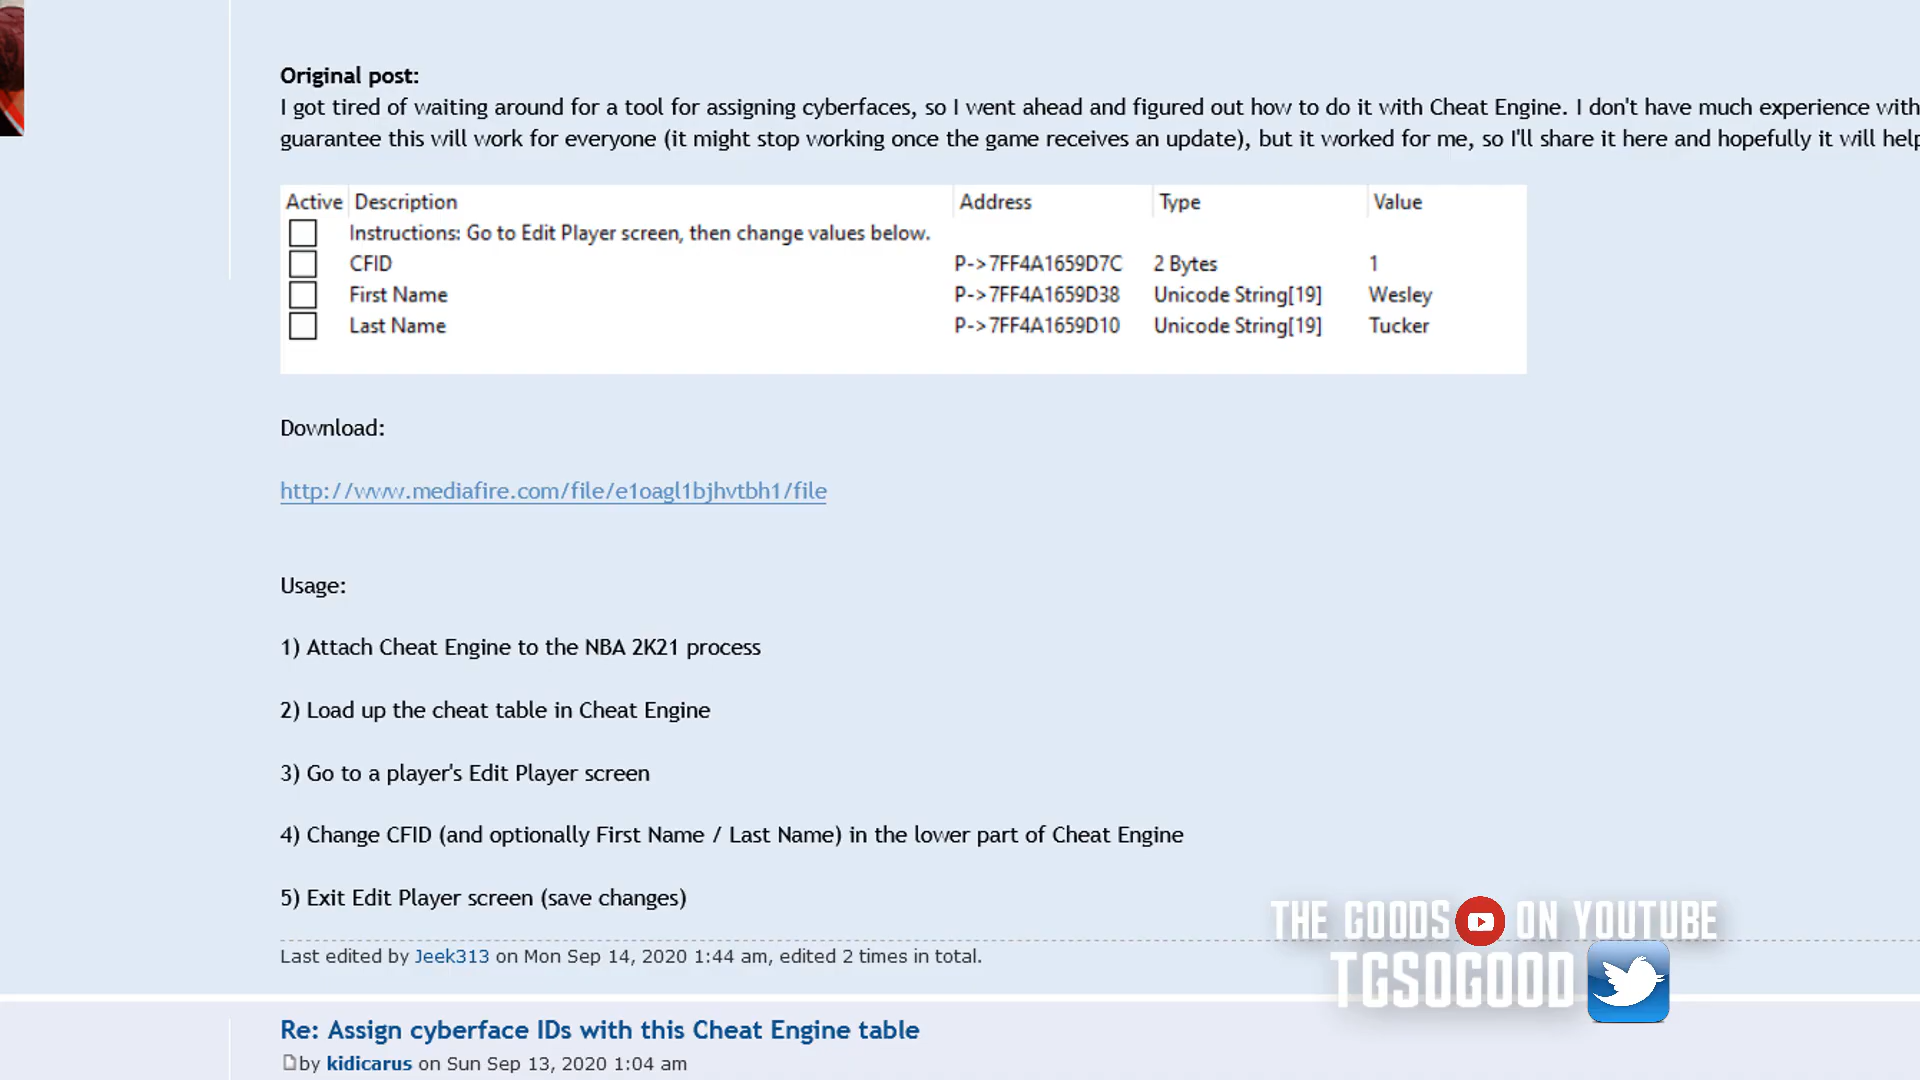 Original post:
I got tired of waiting around for a tool for assigning cyberfaces, so I went ahead and figured out how to do it with Cheat Engine. I don't have much experience with
guarantee this will work for everyone (it might stop working once the game receives an update), but it worked for me, so I'll share it here and hopefully it will help
Active Description Address Type Value
Instructions: Go to Edit Player screen, then change values below.
CFID P->7FF4A1659D7C 2 Bytes 1
First Name P->7FF4A1659D38 Unicode String[19] Wesley
Last Name P->7FF4A1659D10 Unicode String[19] Tucker
Download:
http://www.mediafire.com/file/e1oagl1bjhvtbh1/file
Usage:
1) Attach Cheat Engine to the NBA 2K21 process
2) Load up the cheat table in Cheat Engine
3) Go to a player's Edit Player screen
4) Change CFID (and optionally First Name / Last Name) in the lower part of Cheat Engine
5) Exit Edit Player screen (save changes)
THE GOODS ON YOUTUBE
Last edited by Jeek313 on Mon Sep 14, 2020 1:44 am, edited 2 times in total.
TGSOGOOD
Re: Assign cyberface IDs with this Cheat Engine table
by kidicarus on Sun Sep 13, 2020 1:04 am